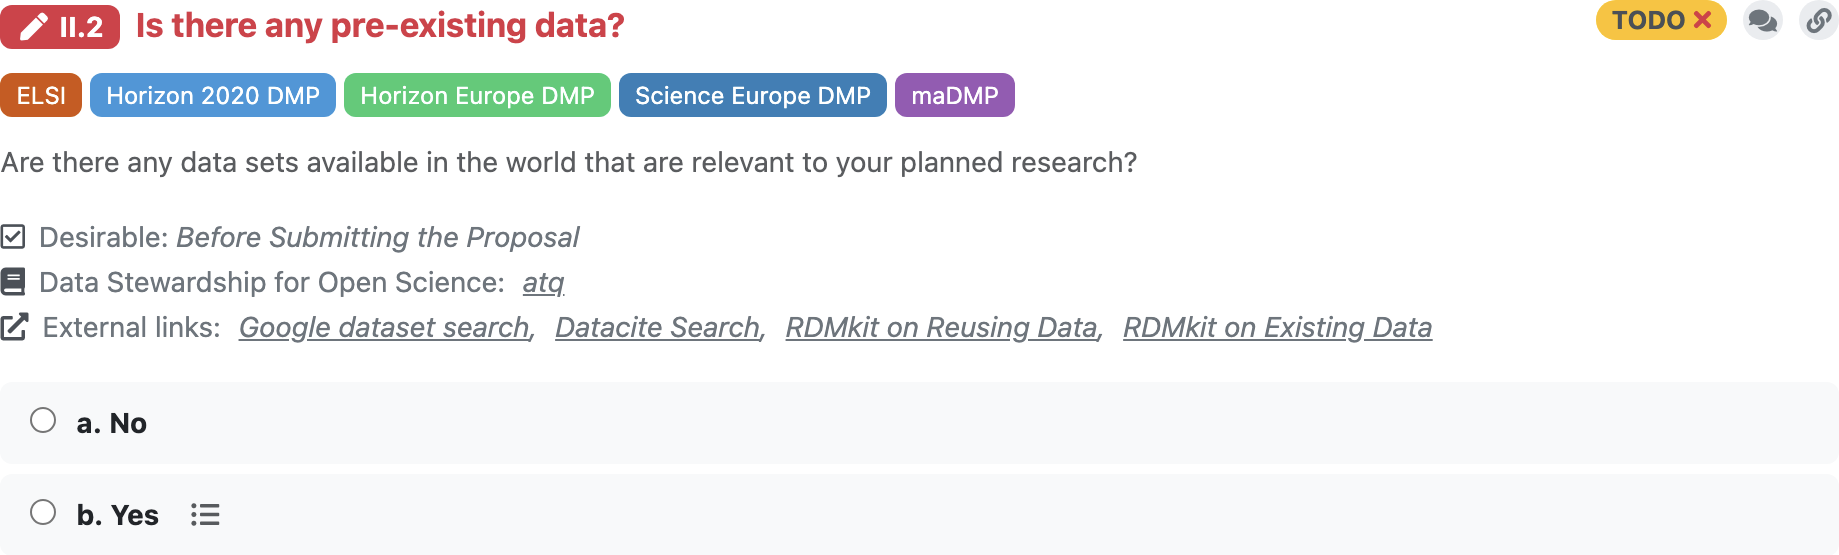 II.2 Is there any pre-existing data? TODO
ELSI Horizon 2020 DMP Horizon Europe DMP Science Europe DMP maDMP
Are there any data sets available in the world that are relevant to your planned research?
Desirable: Before Submitting the Proposal
Data Stewardship for Open Science: atq
External links: Google dataset search, Datacite Search, RDMkit on Reusing Data, RDMkit on Existing Data
a. No
b. Yes